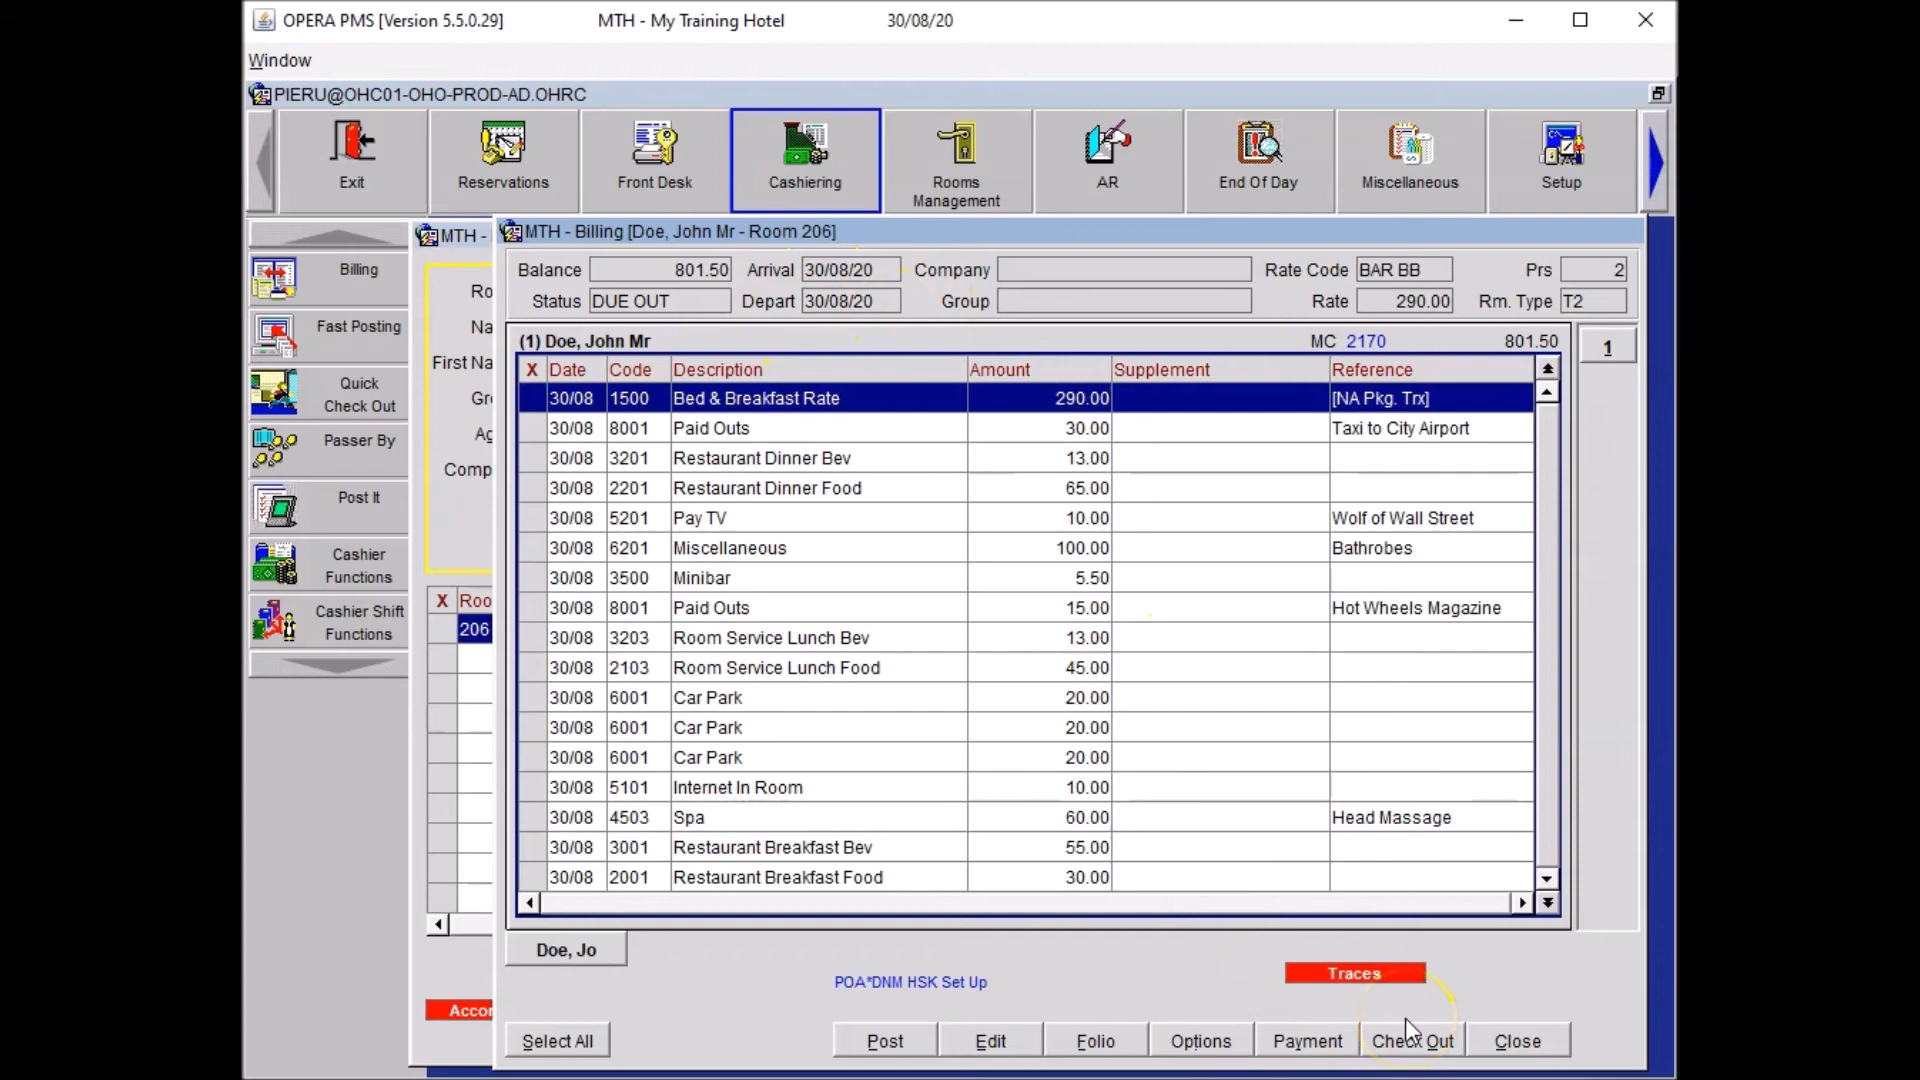 OPERA PMS [Version 5.5.0.29] MTH - My Training Hotel 30/08/20
Window
PIERU@OHC01-OHO-PROD-AD.OHRC
Exit
Reservations
Front Desk
Cashiering
Rooms
Management
AR
End Of Day
Miscellaneous
Setup
Billing
Fast Posting
Quick
Check Out
Passer By
Post It
Cashier
Functions
Cashier Shift
Functions
MTH -
Ro
Na
First Na
Gr
Ag
Comp
X Roo
206
Accor
MTH - Billing [Doe, John Mr - Room 206]
Balance 801.50 Arrival 30/08/20 Company Rate Code BAR BB Prs 2
Status DUE OUT Depart 30/08/20 Group Rate 290.00 Rm. Type T2
(1) Doe, John Mr MC 2170 801.50
1
X Date Code Description Amount Supplement Reference
30/08 1500 Bed & Breakfast Rate 290.00 [NA Pkg. Trx]
30/08 8001 Paid Outs 30.00 Taxi to City Airport
30/08 3201 Restaurant Dinner Bev 13.00
30/08 2201 Restaurant Dinner Food 65.00
30/08 5201 Pay TV 10.00 Wolf of Wall Street
30/08 6201 Miscellaneous 100.00 Bathrobes
30/08 3500 Minibar 5.50
30/08 8001 Paid Outs 15.00 Hot Wheels Magazine
30/08 3203 Room Service Lunch Bev 13.00
30/08 2103 Room Service Lunch Food 45.00
30/08 6001 Car Park 20.00
30/08 6001 Car Park 20.00
30/08 6001 Car Park 20.00
30/08 5101 Internet In Room 10.00
30/08 4503 Spa 60.00 Head Massage
30/08 3001 Restaurant Breakfast Bev 55.00
30/08 2001 Restaurant Breakfast Food 30.00
Doe, Jo
POA*DNM HSK Set Up
Traces
Select All Post Edit Folio Options Payment Check Out Close